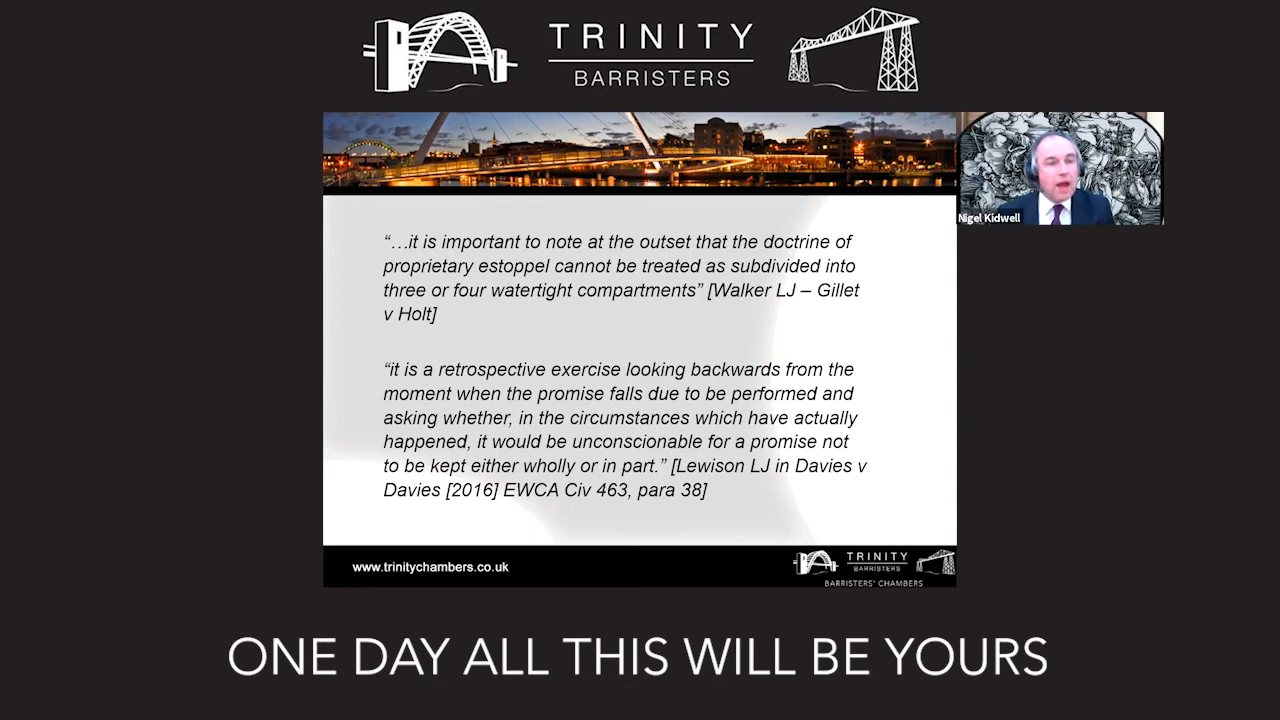 TRINITY
BARRISTERS
Nigel Kidwell
“…it is important to note at the outset that the doctrine of
proprietary estoppel cannot be treated as subdivided into
three or four watertight compartments” [Walker LJ – Gillet
v Holt]
“it is a retrospective exercise looking backwards from the
moment when the promise falls due to be performed and
asking whether, in the circumstances which have actually
happened, it would be unconscionable for a promise not
to be kept either wholly or in part.” [Lewison LJ in Davies v
Davies [2016] EWCA Civ 463, para 38]
www.trinitychambers.co.uk
TRINITY
BARRISTERS
BARRISTERS' CHAMBERS
ONE DAY ALL THIS WILL BE YOURS